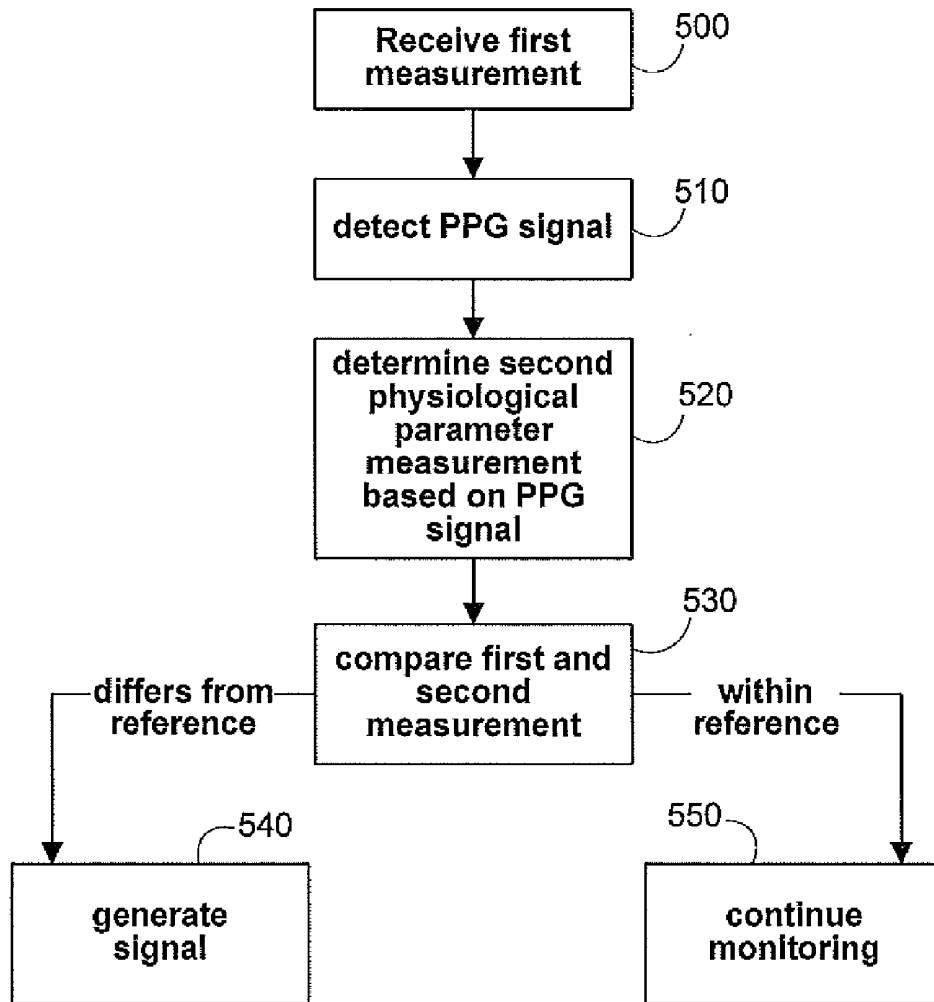 Receive first
measurement
500
detect PPG signal
510
determine second
physiological
parameter
measurement
based on PPG
signal
520
compare first and
second
measurement
530
differs from
reference
within
reference
generate
signal
540
continue
monitoring
550